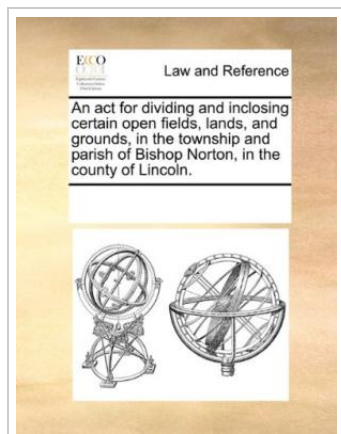 ECCO
Law and Reference
An act for dividing and inclosing
certain open fields, lands, and
grounds, in the township and
parish of Bishop Norton, in the
county of Lincoln.